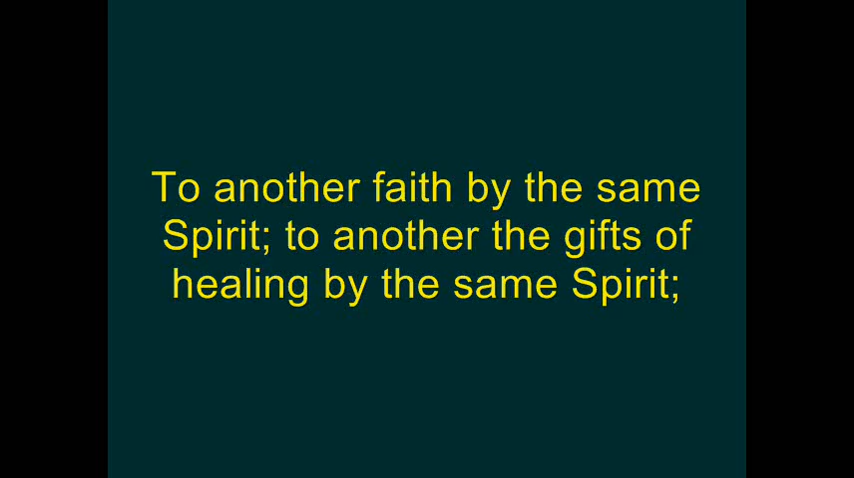 To another faith by the same
Spirit; to another the gifts of
healing by the same Spirit;